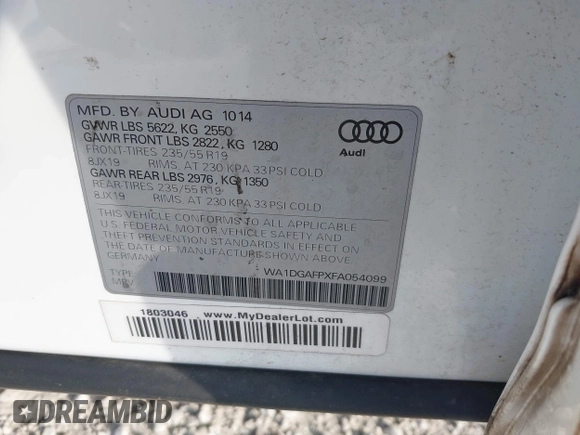 MFD. BY AUDI AG 1014
GVWR LBS 5622, KG 2550
GAWR FRONT LBS 2822, KG 1280
FRONT-TIRES 235/55 R19
8JX19 RIMS. AT 230 KPA 33 PSI COLD
GAWR REAR LBS 2976, KG 1350
REAR-TIRES 235/55 R19
8JX19 RIMS. AT 230 KPA 33 PSI COLD
Audi
THIS VEHICLE CONFORMS TO ALL APPLICABLE
U.S. FEDERAL MOTOR VEHICLE SAFETY AND
THEFT PREVENTION STANDARDS IN EFFECT ON
THE DATE OF MANUFACTURE SHOWN ABOVE.
GERMANY
WA1DGAFPXFA054099
TYPE:
1803046 www.MyDealerLot.com
DREAMBID